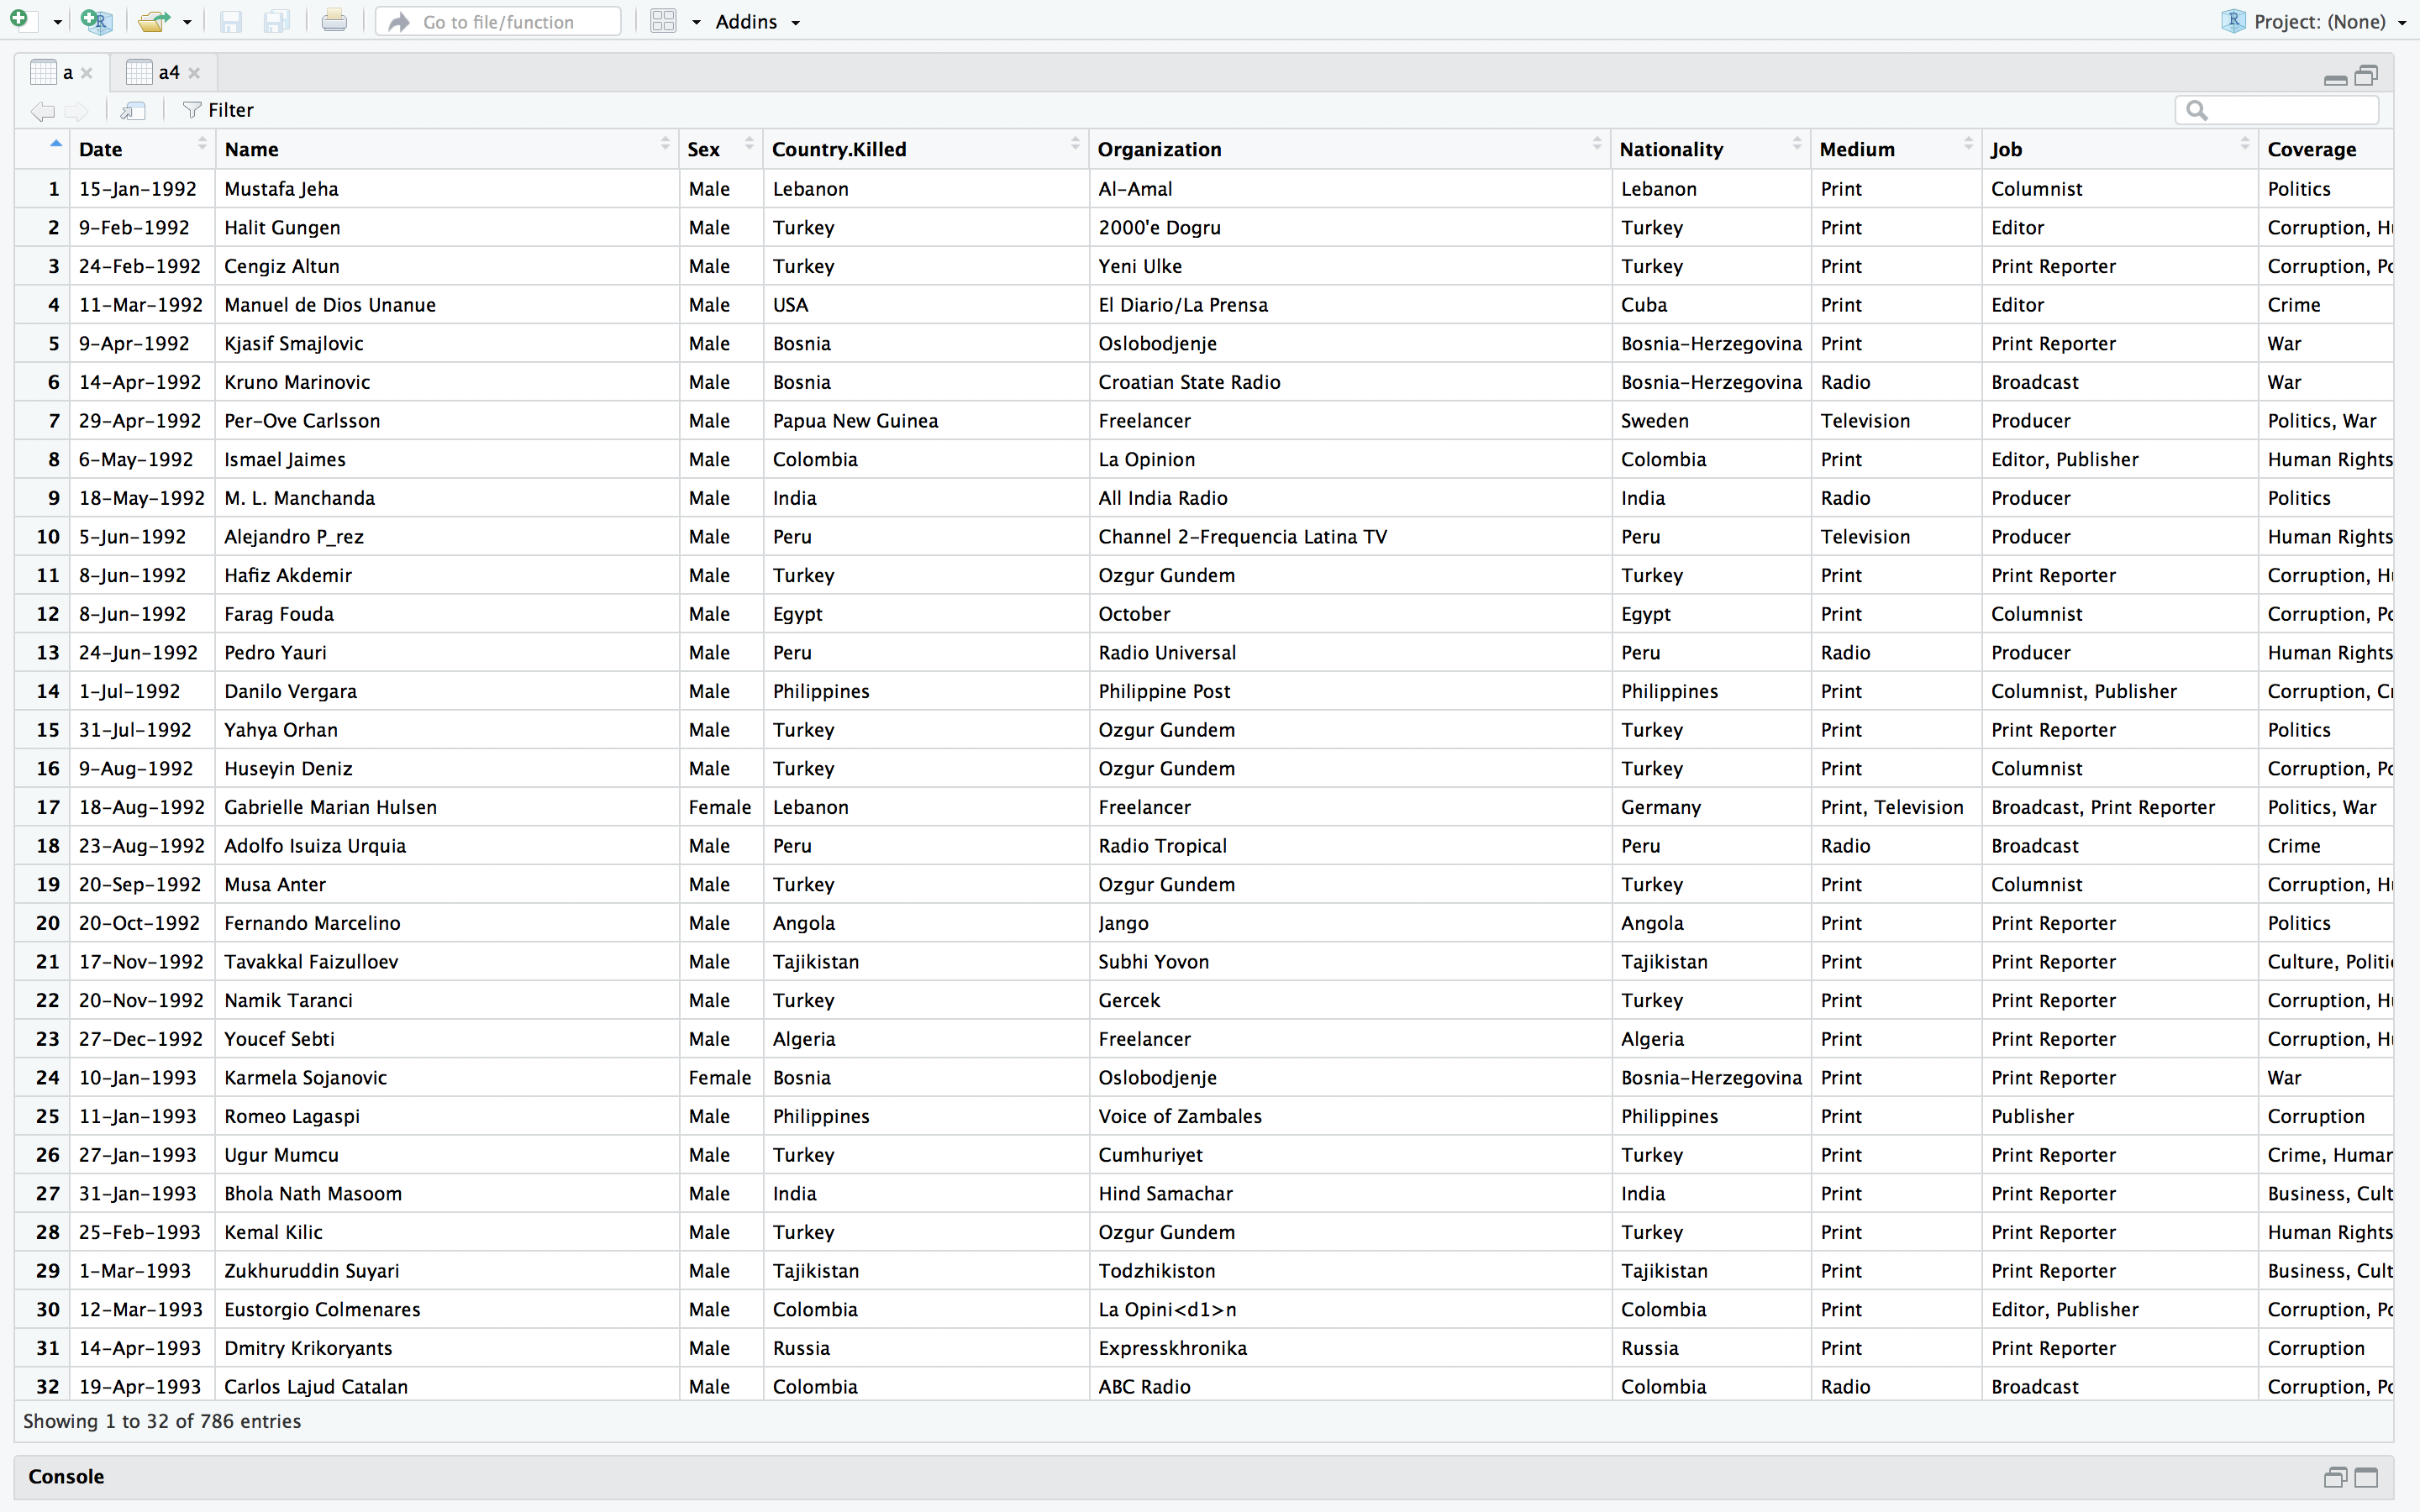 Go to file/function Addins Project: (None)
a a4
Filter
Date Name Sex Country.Killed Organization Nationality Medium Job Coverage
1 15-Jan-1992 Mustafa Jeha Male Lebanon Al-Amal Lebanon Print Columnist Politics
2 9-Feb-1992 Halit Gungen Male Turkey 2000'e Dogru Turkey Print Editor Corruption,
3 24-Feb-1992 Cengiz Altun Male Turkey Yeni Ulke Turkey Print Print Reporter Corruption,
4 11-Mar-1992 Manuel de Dios Unanue Male USA El Diario/La Prensa Cuba Print Editor Crime
5 9-Apr-1992 Kjasif Smajlovic Male Bosnia Oslobodjenje Bosnia-Herzegovina Print Print Reporter War
6 14-Apr-1992 Kruno Marinovic Male Bosnia Croatian State Radio Bosnia-Herzegovina Radio Broadcast War
7 29-Apr-1992 Per-Ove Carlsson Male Papua New Guinea Freelancer Sweden Television Producer Politics, War
8 6-May-1992 Ismael Jaimes Male Colombia La Opinion Colombia Print Editor, Publisher Human Rights
9 18-May-1992 M. L. Manchanda Male India All India Radio India Radio Producer Politics
10 5-Jun-1992 Alejandro P_rez Male Peru Channel 2-Frequencia Latina TV Peru Television Producer Human Rights
11 8-Jun-1992 Hafiz Akdemir Male Turkey Ozgur Gundem Turkey Print Print Reporter Corruption,
12 8-Jun-1992 Farag Fouda Male Egypt October Egypt Print Columnist Corruption,
13 24-Jun-1992 Pedro Yauri Male Peru Radio Universal Peru Radio Producer Human Rights
14 1-Jul-1992 Danilo Vergara Male Philippines Philippine Post Philippines Print Columnist, Publisher Corruption,
15 31-Jul-1992 Yahya Orhan Male Turkey Ozgur Gundem Turkey Print Print Reporter Politics
16 9-Aug-1992 Huseyin Deniz Male Turkey Ozgur Gundem Turkey Print Columnist Corruption,
17 18-Aug-1992 Gabrielle Marian Hulsen Female Lebanon Freelancer Germany Print, Television Broadcast, Print Reporter Politics, War
18 23-Aug-1992 Adolfo Isuiza Urquia Male Peru Radio Tropical Peru Radio Broadcast Crime
19 20-Sep-1992 Musa Anter Male Turkey Ozgur Gundem Turkey Print Columnist Corruption,
20 20-Oct-1992 Fernando Marcelino Male Angola Jango Angola Print Print Reporter Politics
21 17-Nov-1992 Tavakkal Faizulloev Male Tajikistan Subhi Yovon Tajikistan Print Print Reporter Culture,
22 20-Nov-1992 Namik Taranci Male Turkey Gercek Turkey Print Print Reporter Corruption,
23 27-Dec-1992 Youcef Sebti Male Algeria Freelancer Algeria Print Print Reporter Corruption,
24 10-Jan-1993 Karmela Sojanovic Female Bosnia Oslobodjenje Bosnia-Herzegovina Print Print Reporter War
25 11-Jan-1993 Romeo Lagaspi Male Philippines Voice of Zambales Philippines Print Publisher Corruption
26 27-Jan-1993 Ugur Mumcu Male Turkey Cumhuriyet Turkey Print Print Reporter Crime, Human
27 31-Jan-1993 Bhola Nath Masoom Male India Hind Samachar India Print Print Reporter Business, Cult
28 25-Feb-1993 Kemal Kilic Male Turkey Ozgur Gundem Turkey Print Print Reporter Human Rights
29 1-Mar-1993 Zukhuruddin Suyari Male Tajikistan Todzhikiston Tajikistan Print Print Reporter Business, Cult
30 12-Mar-1993 Eustorgio Colmenares Male Colombia La Opini<d1>n Colombia Print Editor, Publisher Corruption,
31 14-Apr-1993 Dmitry Krikoryants Male Russia Expresskhronika Russia Print Print Reporter Corruption
32 19-Apr-1993 Carlos Lajud Catalan Male Colombia ABC Radio Colombia Radio Broadcast Corruption,
Showing 1 to 32 of 786 entries
Console